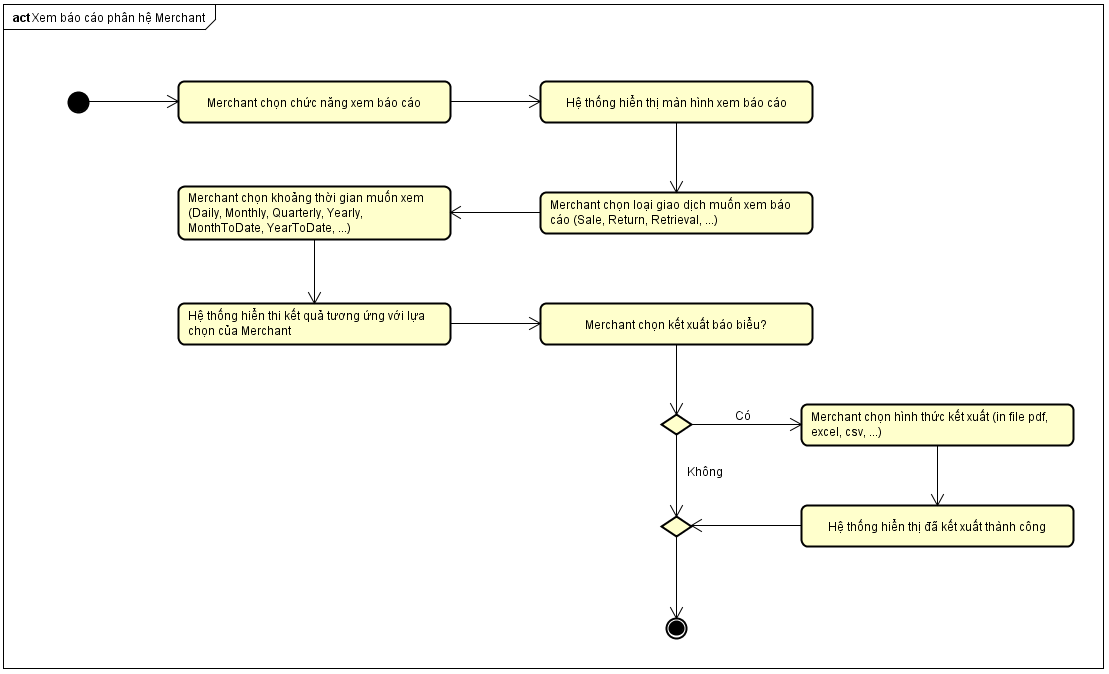 act Xem báo cáo phân hệ Merchant
Merchant chọn chức năng xem báo cáo
Hệ thống hiển thị màn hình xem báo cáo
Merchant chọn loại giao dịch muốn xem báo
cáo (Sale, Return, Retrieval, ...)
Merchant chọn khoảng thời gian muốn xem
(Daily, Monthly, Quarterly, Yearly,
MonthToDate, YearToDate, ...)
Hệ thống hiển thi kết quả tương ứng với lựa
chọn của Merchant
Merchant chọn kết xuất báo biểu?
Có
Merchant chọn hình thức kết xuất (in file pdf,
excel, csv, ...)
Không
Hệ thống hiển thị đã kết xuất thành công